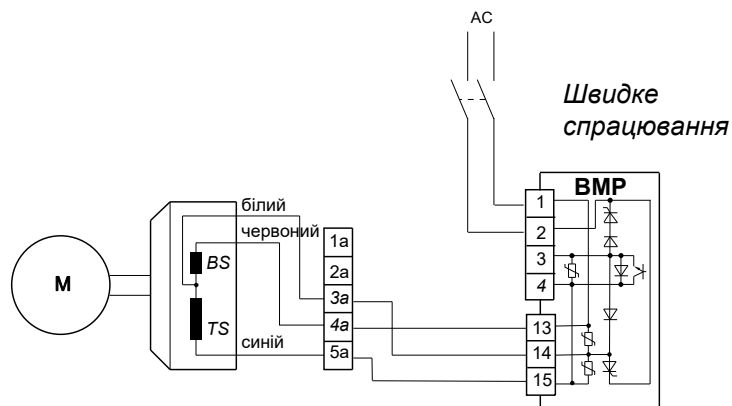 AC
Швидке
спрацювання
ВМР
білий
червоний
синій
BS
TS
M
1a
2a
3a
4a
5a
1
2
3
4
13
14
15